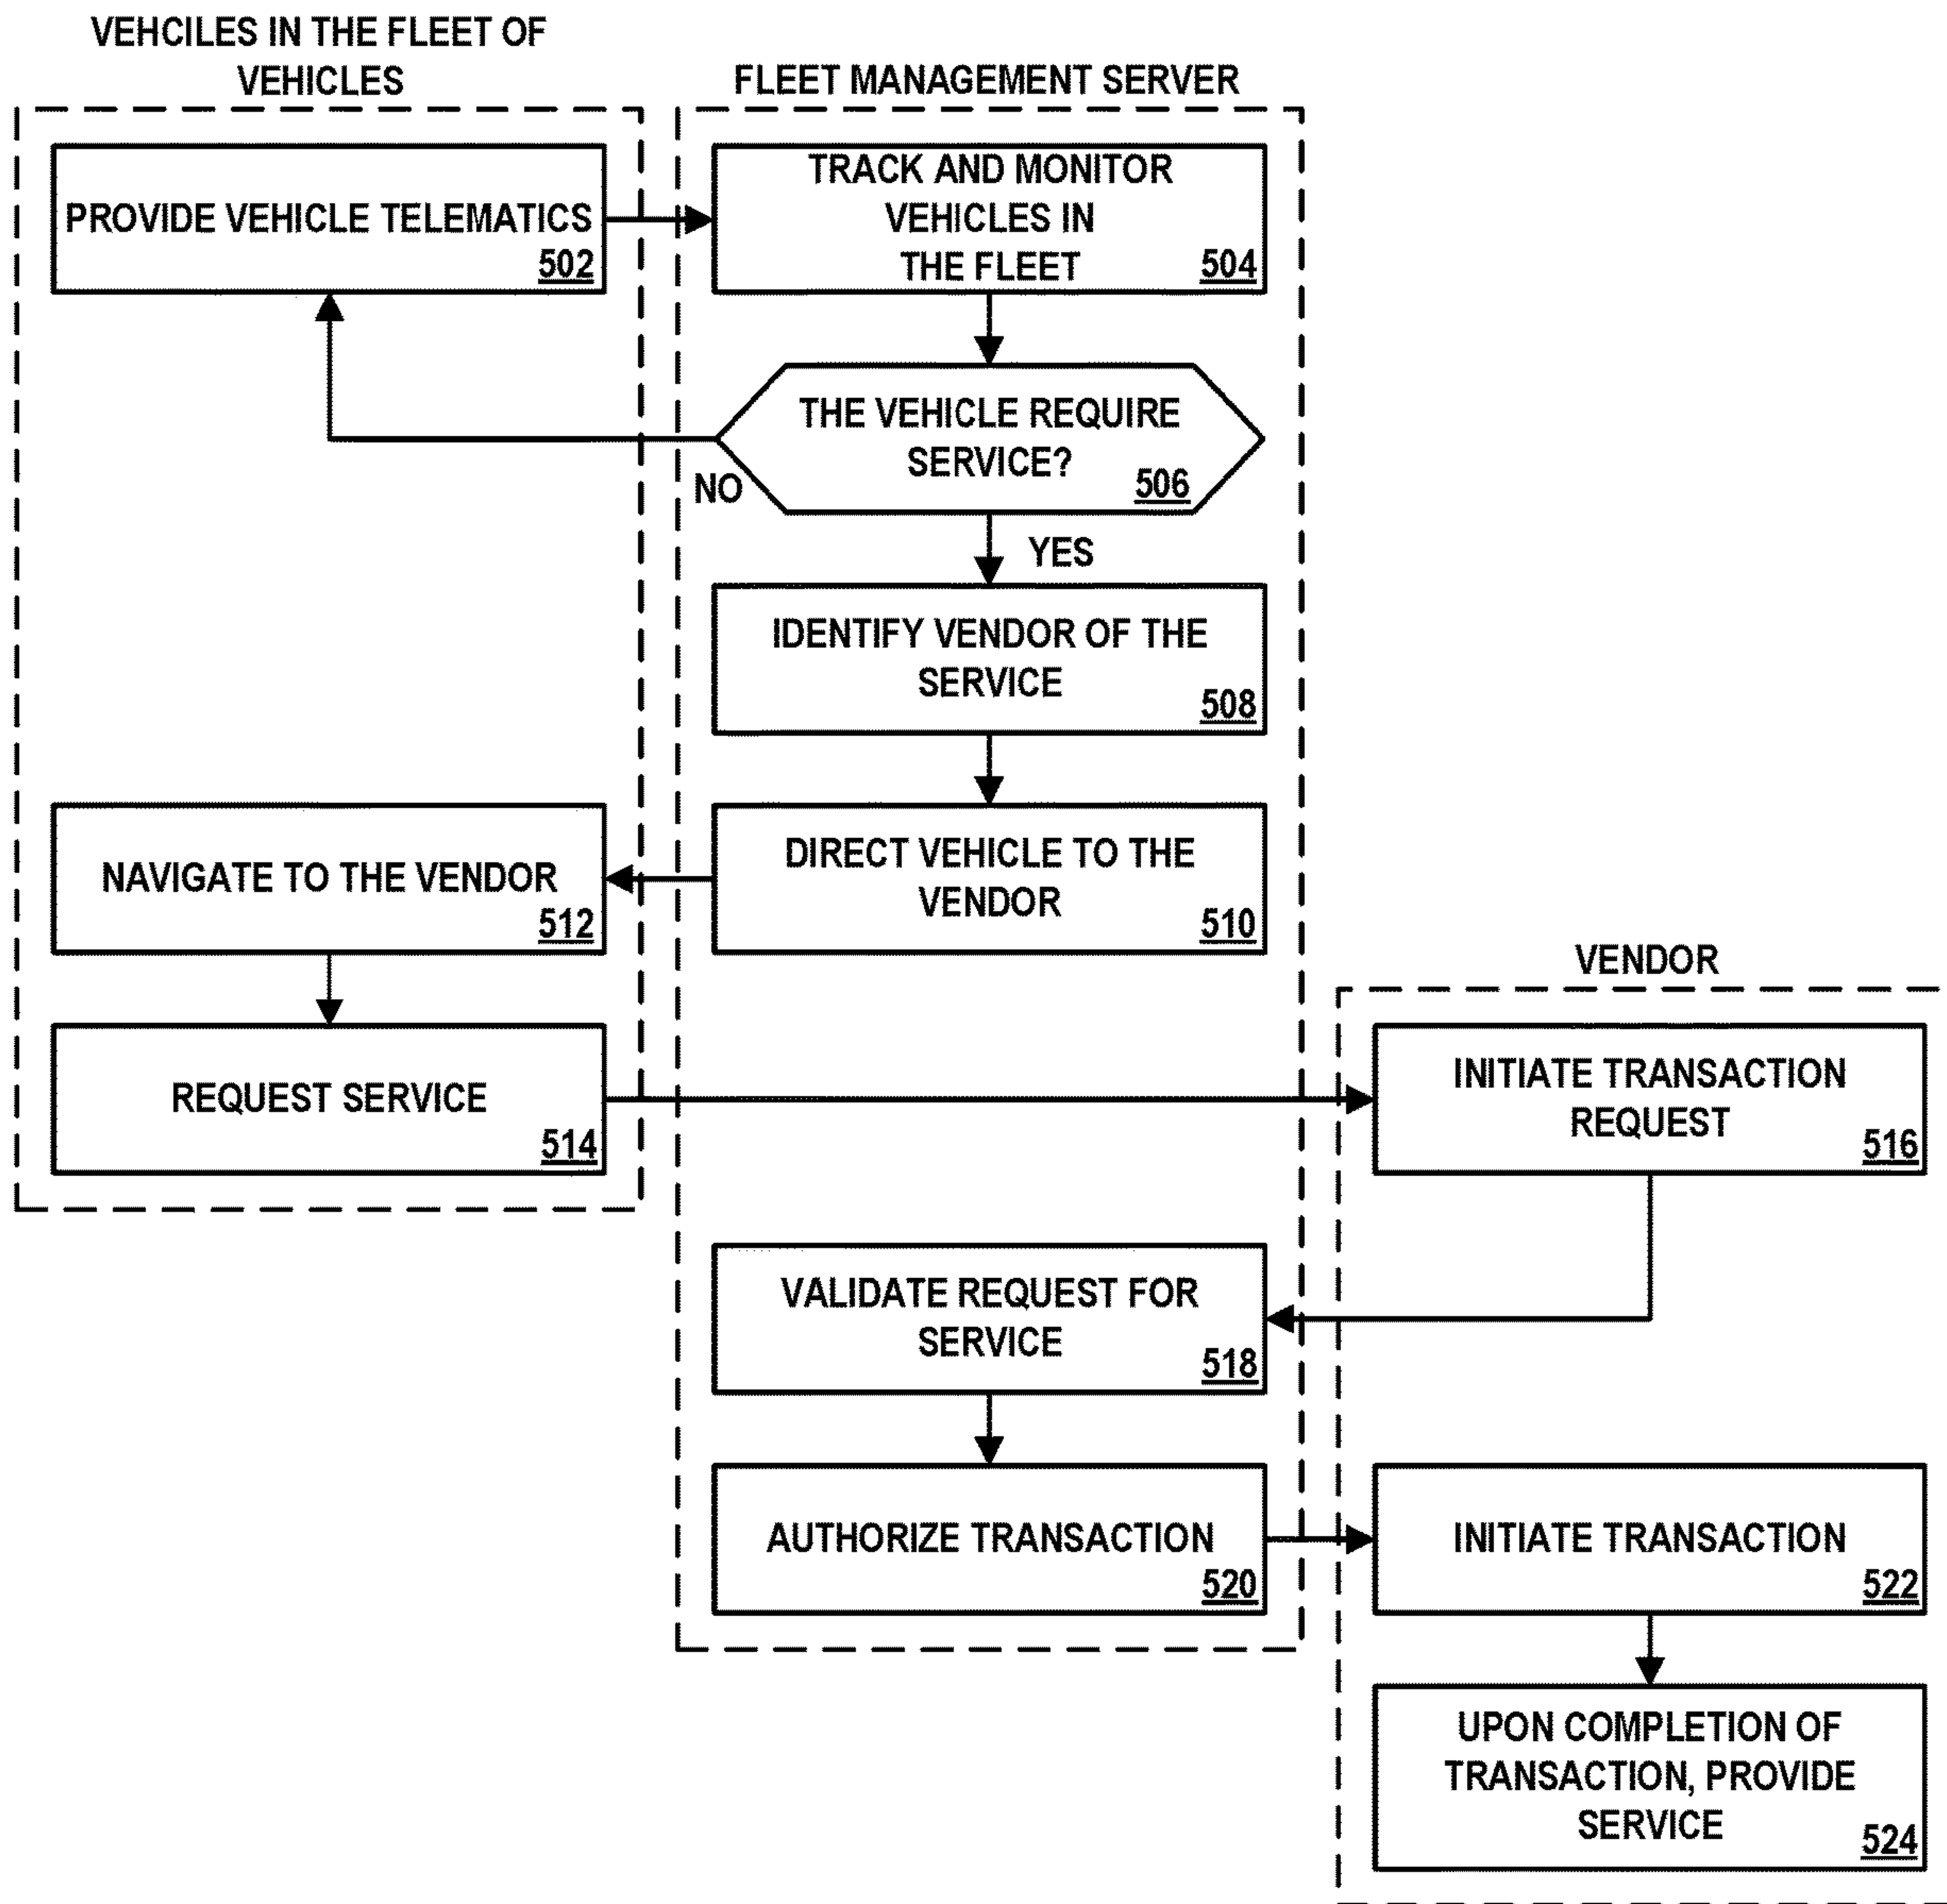 VEHCILES IN THE FLEET OF
VEHICLES
FLEET MANAGEMENT SERVER
PROVIDE VEHICLE TELEMATICS
502
TRACK AND MONITOR
VEHICLES IN
THE FLEET
504
THE VEHICLE REQUIRE
SERVICE?
506
NO
YES
IDENTIFY VENDOR OF THE
SERVICE
508
DIRECT VEHICLE TO THE
VENDOR
510
NAVIGATE TO THE VENDOR
512
VENDOR
REQUEST SERVICE
514
INITIATE TRANSACTION
REQUEST
516
VALIDATE REQUEST FOR
SERVICE
518
AUTHORIZE TRANSACTION
520
INITIATE TRANSACTION
522
UPON COMPLETION OF
TRANSACTION, PROVIDE
SERVICE
524